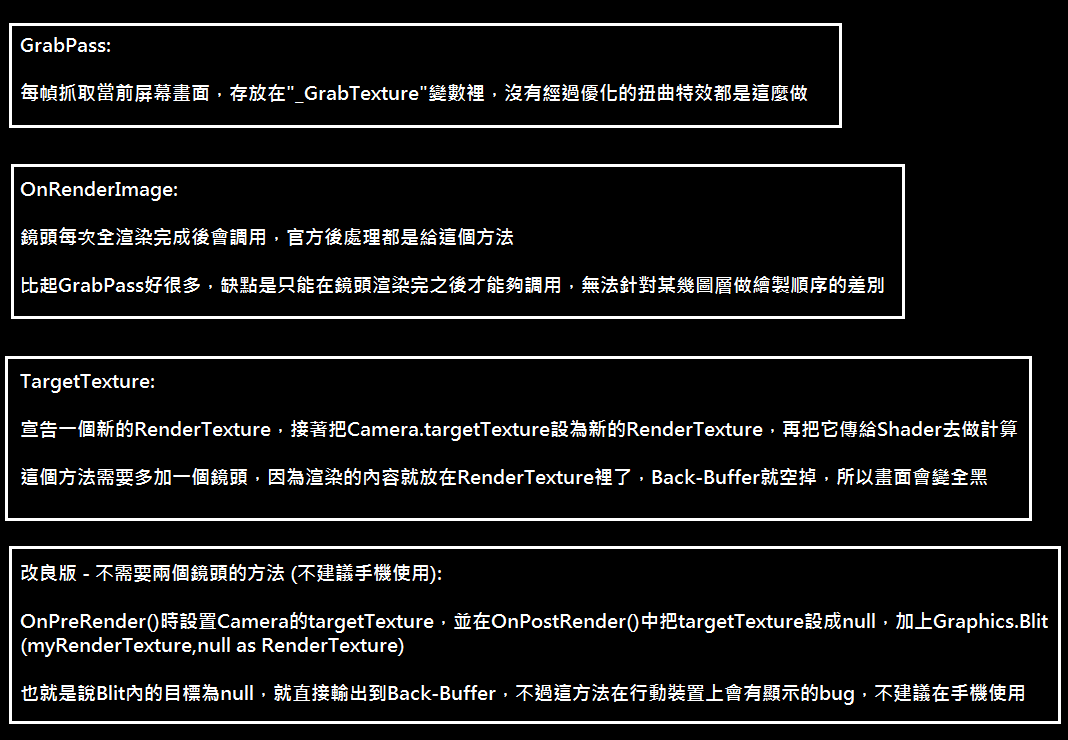 GrabPass:
每幀抓取當前屏幕畫面，存放在"_GrabTexture"變數裡，沒有經過優化的扭曲特效都是這麼做
OnRenderImage:
鏡頭每次全渲染完成後會調用，官方後處理都是給這個方法
比起GrabPass好很多，缺點是只能在鏡頭渲染完之後才能夠調用，無法針對某幾圖層做繪製順序的差別
TargetTexture:
宣告一個新的RenderTexture，接著把Camera.targetTexture設為新的RenderTexture，再把它傳給Shader去做計算
這個方法需要多加一個鏡頭，因為渲染的內容就放在RenderTexture裡了，Back-Buffer就空掉，所以畫面會變全黑
改良版 - 不需要兩個鏡頭的方法 (不建議手機使用):
OnPreRender()時設置Camera的targetTexture，並在OnPostRender()中把targetTexture設成null，加上Graphics.Blit
(myRenderTexture,null as RenderTexture)
也就是說Blit內的目標為null，就直接輸出到Back-Buffer，不過這方法在行動裝置上會有顯示的bug，不建議在手機使用